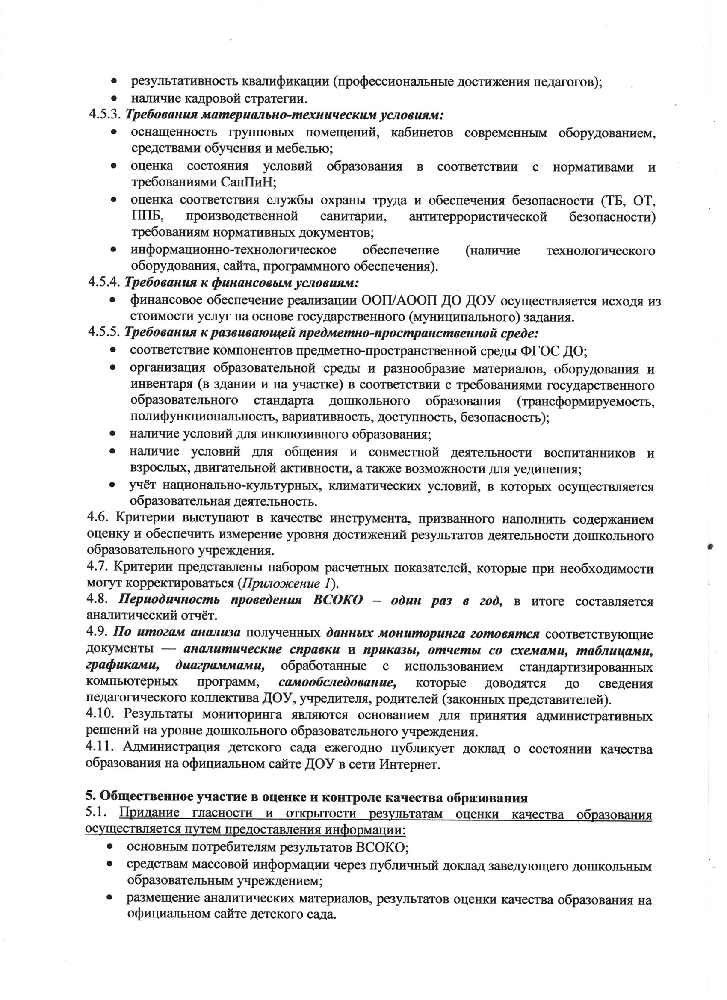 • результативность квалификации (профессиональные достижения педагогов);
• наличие кадровой стратегии.
4.5.3. Требования материально-техническим условиям:
• оснащенность групповых помещений, кабинетов современным оборудованием,
средствами обучения и мебелью;
• оценка состояния условий образования в соответствии с нормативами и
требованиями СанПиН;
• оценка соответствия службы охраны труда и обеспечения безопасности (ТБ, ОТ,
ППБ, производственной санитарии, антитеррористической безопасности)
требованиям нормативных документов;
• информационно-технологическое обеспечение (наличие технологического
оборудования, сайта, программного обеспечения).
4.5.4. Требования к финансовым условиям:
• финансовое обеспечение реализации ООП/АООП ДО ДОУ осуществляется исходя из
стоимости услуг на основе государственного (муниципального) задания.
4.5.5. Требования к развивающей предметно-пространственной среде:
• соответствие компонентов предметно-пространственной среды ФГОС ДО;
• организация образовательной среды и разнообразие материалов, оборудования и
инвентаря (в здании и на участке) в соответствии с требованиями государственного
образовательного стандарта дошкольного образования (трансформируемость,
полифункциональность, вариативность, доступность, безопасность);
• наличие условий для инклюзивного образования;
• наличие условий для общения и совместной деятельности воспитанников и
взрослых, двигательной активности, а также возможности для уединения;
• учёт национально-культурных, климатических условий, в которых осуществляется
образовательная деятельность.
4.6. Критерии выступают в качестве инструмента, призванного наполнить содержанием
оценку и обеспечить измерение уровня достижений результатов деятельности дошкольного
образовательного учреждения.
4.7. Критерии представлены набором расчетных показателей, которые при необходимости
могут корректироваться (Приложение 1).
4.8. Периодичность проведения ВСОКО – один раз в год, в итоге составляется
аналитический отчёт.
4.9. По итогам анализа полученных данных мониторинга готовятся соответствующие
документы — аналитические справки и приказы, отчеты со схемами, таблицами,
графиками, диаграммами, обработанные с использованием стандартизированных
компьютерных программ, самообследование, которые доводятся до сведения
педагогического коллектива ДОУ, учредителя, родителей (законных представителей).
4.10. Результаты мониторинга являются основанием для принятия административных
решений на уровне дошкольного образовательного учреждения.
4.11. Администрация детского сада ежегодно публикует доклад о состоянии качества
образования на официальном сайте ДОУ в сети Интернет.
5. Общественное участие в оценке и контроле качества образования
5.1. Придание гласности и открытости результатам оценки качества образования
осуществляется путем предоставления информации:
• основным потребителям результатов ВСОКО;
• средствам массовой информации через публичный доклад заведующего дошкольным
образовательным учреждением;
• размещение аналитических материалов, результатов оценки качества образования на
официальном сайте детского сада.